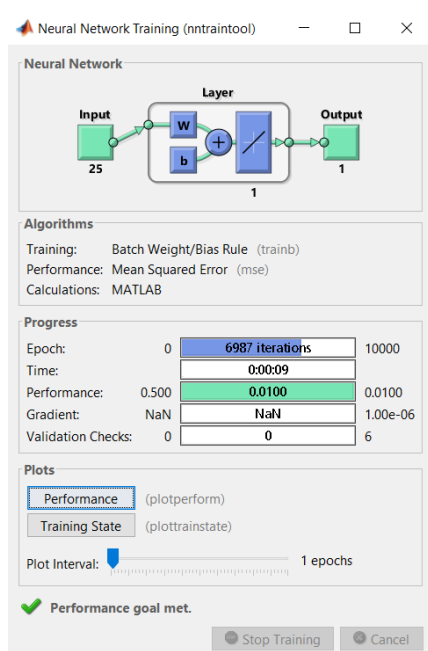 Neural Network Training (nntraintool)
Neural Network
Layer
Input
Output
W
b
+
25
1
1
Algorithms
Training: Batch Weight/Bias Rule (trainb)
Performance: Mean Squared Error (mse)
Calculations: MATLAB
Progress
Epoch: 0 6987 iterations 10000
Time: 0:00:09
Performance: 0.500 0.0100 0.0100
Gradient: NaN NaN 1.00e-06
Validation Checks: 0 0 6
Plots
Performance (plotperform)
Training State (plottrainstate)
Plot Interval: 1 epochs
Performance goal met.
Stop Training Cancel